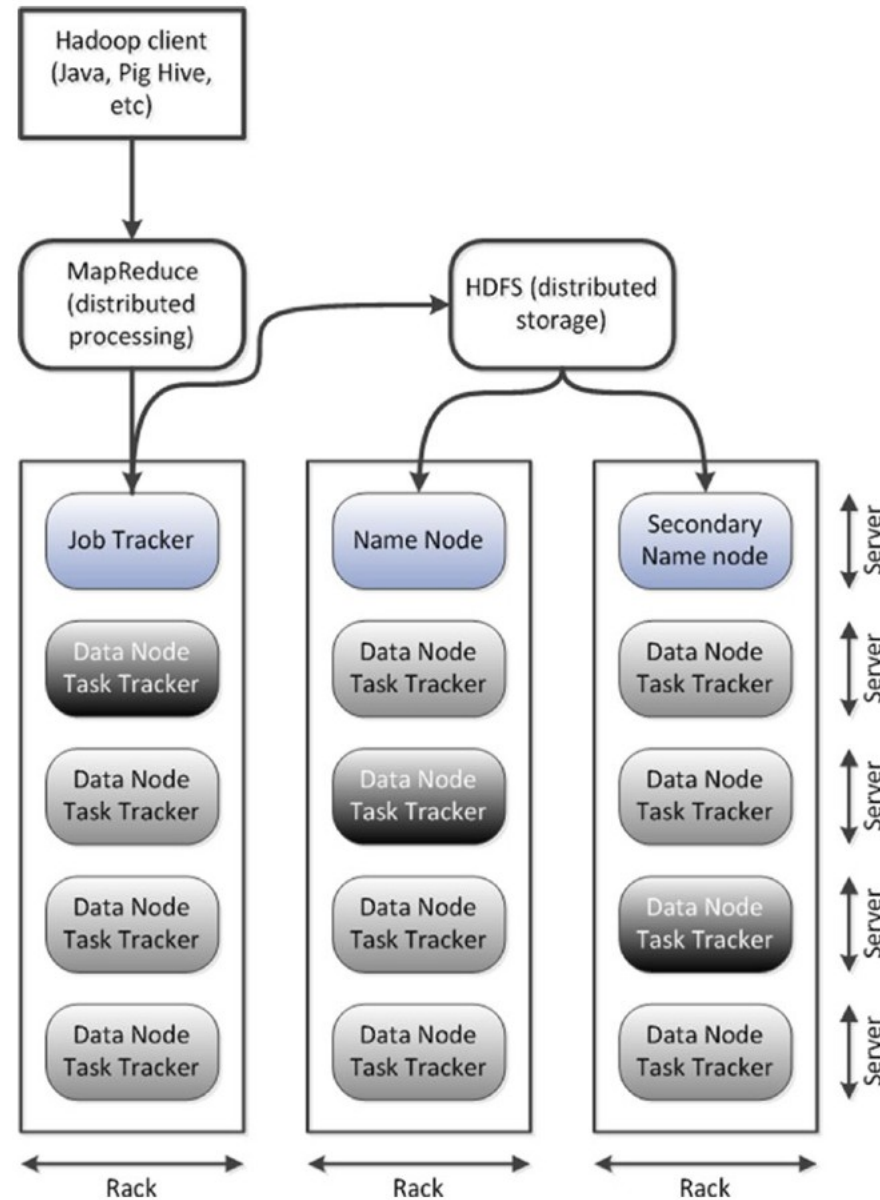 Hadoop client
(Java, Pig Hive,
etc)
MapReduce
(distributed
processing)
HDFS (distributed
storage)
Job Tracker
Name Node
Secondary
Name node
Server
Data Node
Task Tracker
Data Node
Task Tracker
Data Node
Task Tracker
Server
Data Node
Task Tracker
Data Node
Task Tracker
Data Node
Task Tracker
Server
Data Node
Task Tracker
Data Node
Task Tracker
Data Node
Task Tracker
Server
Data Node
Task Tracker
Data Node
Task Tracker
Data Node
Task Tracker
Server
Rack
Rack
Rack